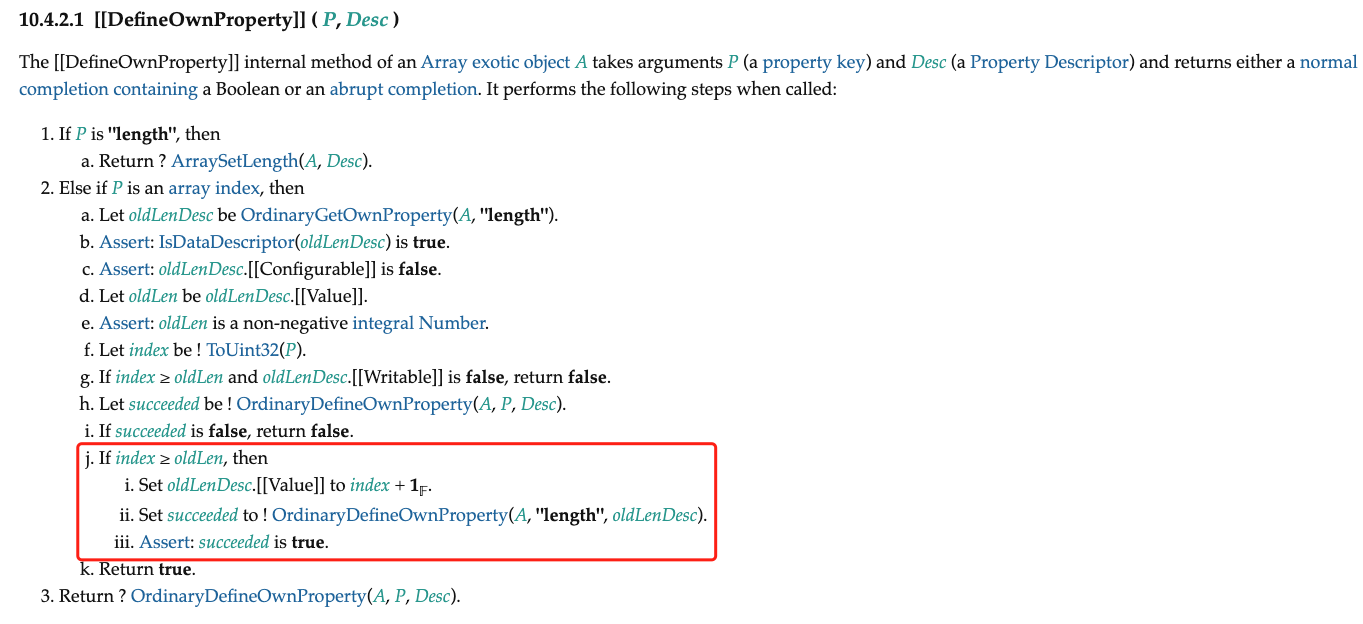 10.4.2.1 [[DefineOwnProperty]] ( P, Desc )
The [[DefineOwnProperty]] internal method of an Array exotic object A takes arguments P (a property key) and Desc (a Property Descriptor) and returns either a normal
completion containing a Boolean or an abrupt completion. It performs the following steps when called:
1. If P is "length", then
a. Return ? ArraySetLength(A, Desc).
2. Else if P is an array index, then
a. Let oldLenDesc be OrdinaryGetOwnProperty(A, "length").
b. Assert: IsDataDescriptor(oldLenDesc) is true.
c. Assert: oldLenDesc.[[Configurable]] is false.
d. Let oldLen be oldLenDesc.[[Value]].
e. Assert: oldLen is a non-negative integral Number.
f. Let index be ! ToUint32(P).
g. If index ≥ oldLen and oldLenDesc.[[Writable]] is false, return false.
h. Let succeeded be ! OrdinaryDefineOwnProperty(A, P, Desc).
i. If succeeded is false, return false.
j. If index ≥ oldLen, then
i. Set oldLenDesc.[[Value]] to index + 1𝔽.
ii. Set succeeded to ! OrdinaryDefineOwnProperty(A, "length", oldLenDesc).
iii. Assert: succeeded is true.
k. Return true.
3. Return ? OrdinaryDefineOwnProperty(A, P, Desc).